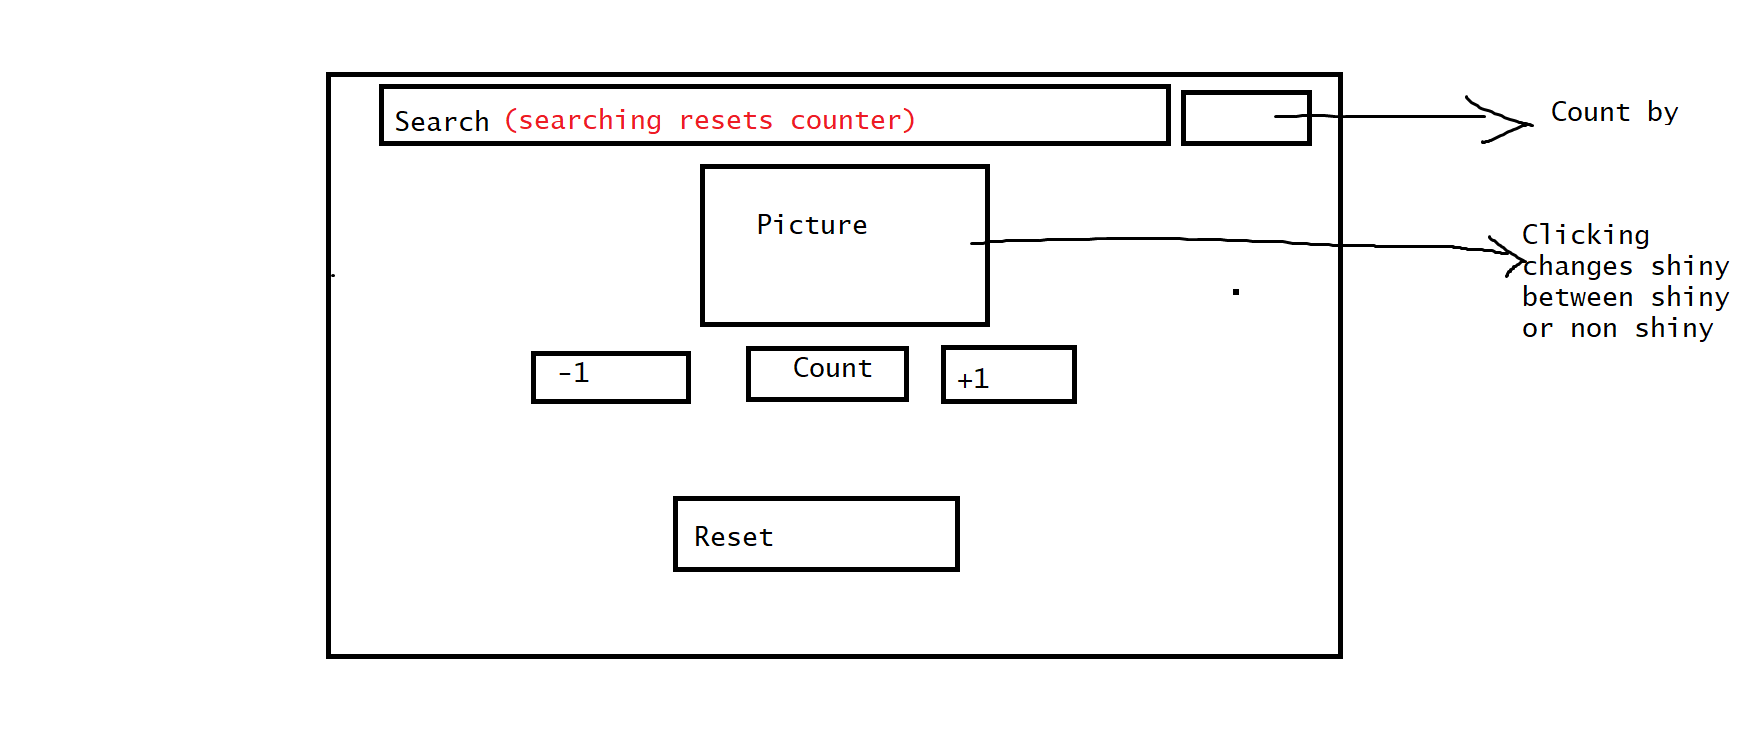 Search (searching resets counter)
Count by
Picture
Clicking
changes shiny
between shiny
or non shiny
-1
Count
+1
Reset